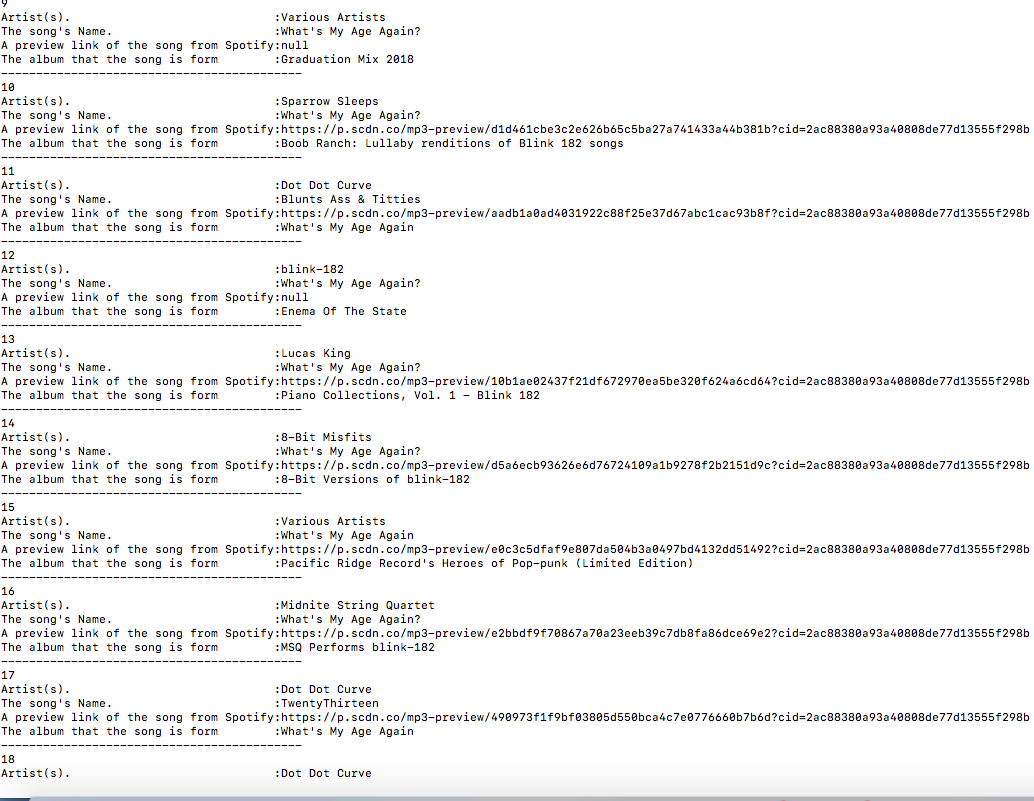 9
Artist(s).                             :Various Artists
The song's Name.                       :What's My Age Again?
A preview link of the song from Spotify:null
The album that the song is form        :Graduation Mix 2018
-------------------------------------------
10
Artist(s).                             :Sparrow Sleeps
The song's Name.                       :What's My Age Again?
A preview link of the song from Spotify:https://p.scdn.co/mp3-preview/d1d461cbe3c2e626b65c5ba27a741433a44b381b?cid=2ac88380a93a40808de77d13555f298b
The album that the song is form        :Boob Ranch: Lullaby renditions of Blink 182 songs
-------------------------------------------
11
Artist(s).                             :Dot Dot Curve
The song's Name.                       :Blunts Ass & Titties
A preview link of the song from Spotify:https://p.scdn.co/mp3-preview/aadb1a0ad4031922c88f25e37d67abc1cac93b8f?cid=2ac88380a93a40808de77d13555f298b
The album that the song is form        :What's My Age Again
-------------------------------------------
12
Artist(s).                             :blink-182
The song's Name.                       :What's My Age Again?
A preview link of the song from Spotify:null
The album that the song is form        :Enema Of The State
-------------------------------------------
13
Artist(s).                             :Lucas King
The song's Name.                       :What's My Age Again?
A preview link of the song from Spotify:https://p.scdn.co/mp3-preview/10b1ae02437f21df672970ea5be320f624a6cd64?cid=2ac88380a93a40808de77d13555f298b
The album that the song is form        :Piano Collections, Vol. 1 - Blink 182
-------------------------------------------
14
Artist(s).                             :8-Bit Misfits
The song's Name.                       :What's My Age Again?
A preview link of the song from Spotify:https://p.scdn.co/mp3-preview/d5a6ecb93626e6d76724109a1b9278f2b2151d9c?cid=2ac88380a93a40808de77d13555f298b
The album that the song is form        :8-Bit Versions of blink-182
-------------------------------------------
15
Artist(s).                             :Various Artists
The song's Name.                       :What's My Age Again
A preview link of the song from Spotify:https://p.scdn.co/mp3-preview/e0c3c5dfaf9e807da504b3a0497bd4132dd51492?cid=2ac88380a93a40808de77d13555f298b
The album that the song is form        :Pacific Ridge Record's Heroes of Pop-punk (Limited Edition)
-------------------------------------------
16
Artist(s).                             :Midnite String Quartet
The song's Name.                       :What's My Age Again?
A preview link of the song from Spotify:https://p.scdn.co/mp3-preview/e2bbdf9f70867a70a23eeb39c7db8fa86dce69e2?cid=2ac88380a93a40808de77d13555f298b
The album that the song is form        :MSQ Performs blink-182
-------------------------------------------
17
Artist(s).                             :Dot Dot Curve
The song's Name.                       :TwentyThirteen
A preview link of the song from Spotify:https://p.scdn.co/mp3-preview/490973f1f9bf03805d550bca4c7e0776660b7b6d?cid=2ac88380a93a40808de77d13555f298b
The album that the song is form        :What's My Age Again
-------------------------------------------
18
Artist(s).                             :Dot Dot Curve